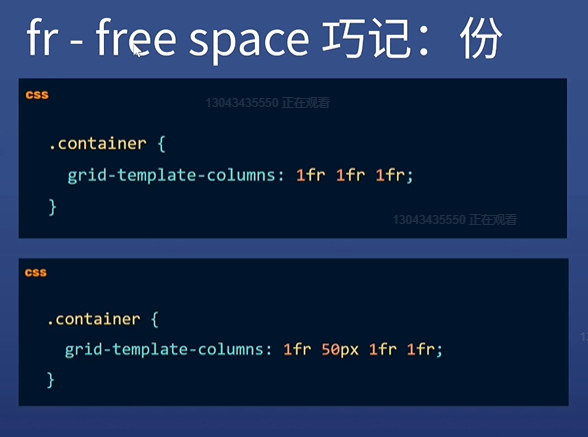 fr - free space 巧记：份
css
13043435550 正在观看
.container {
grid-template-columns: 1fr 1fr 1fr;
}
13043435550 正在观看
css
.container {
grid-template-columns: 1fr 50px 1fr 1fr;
}